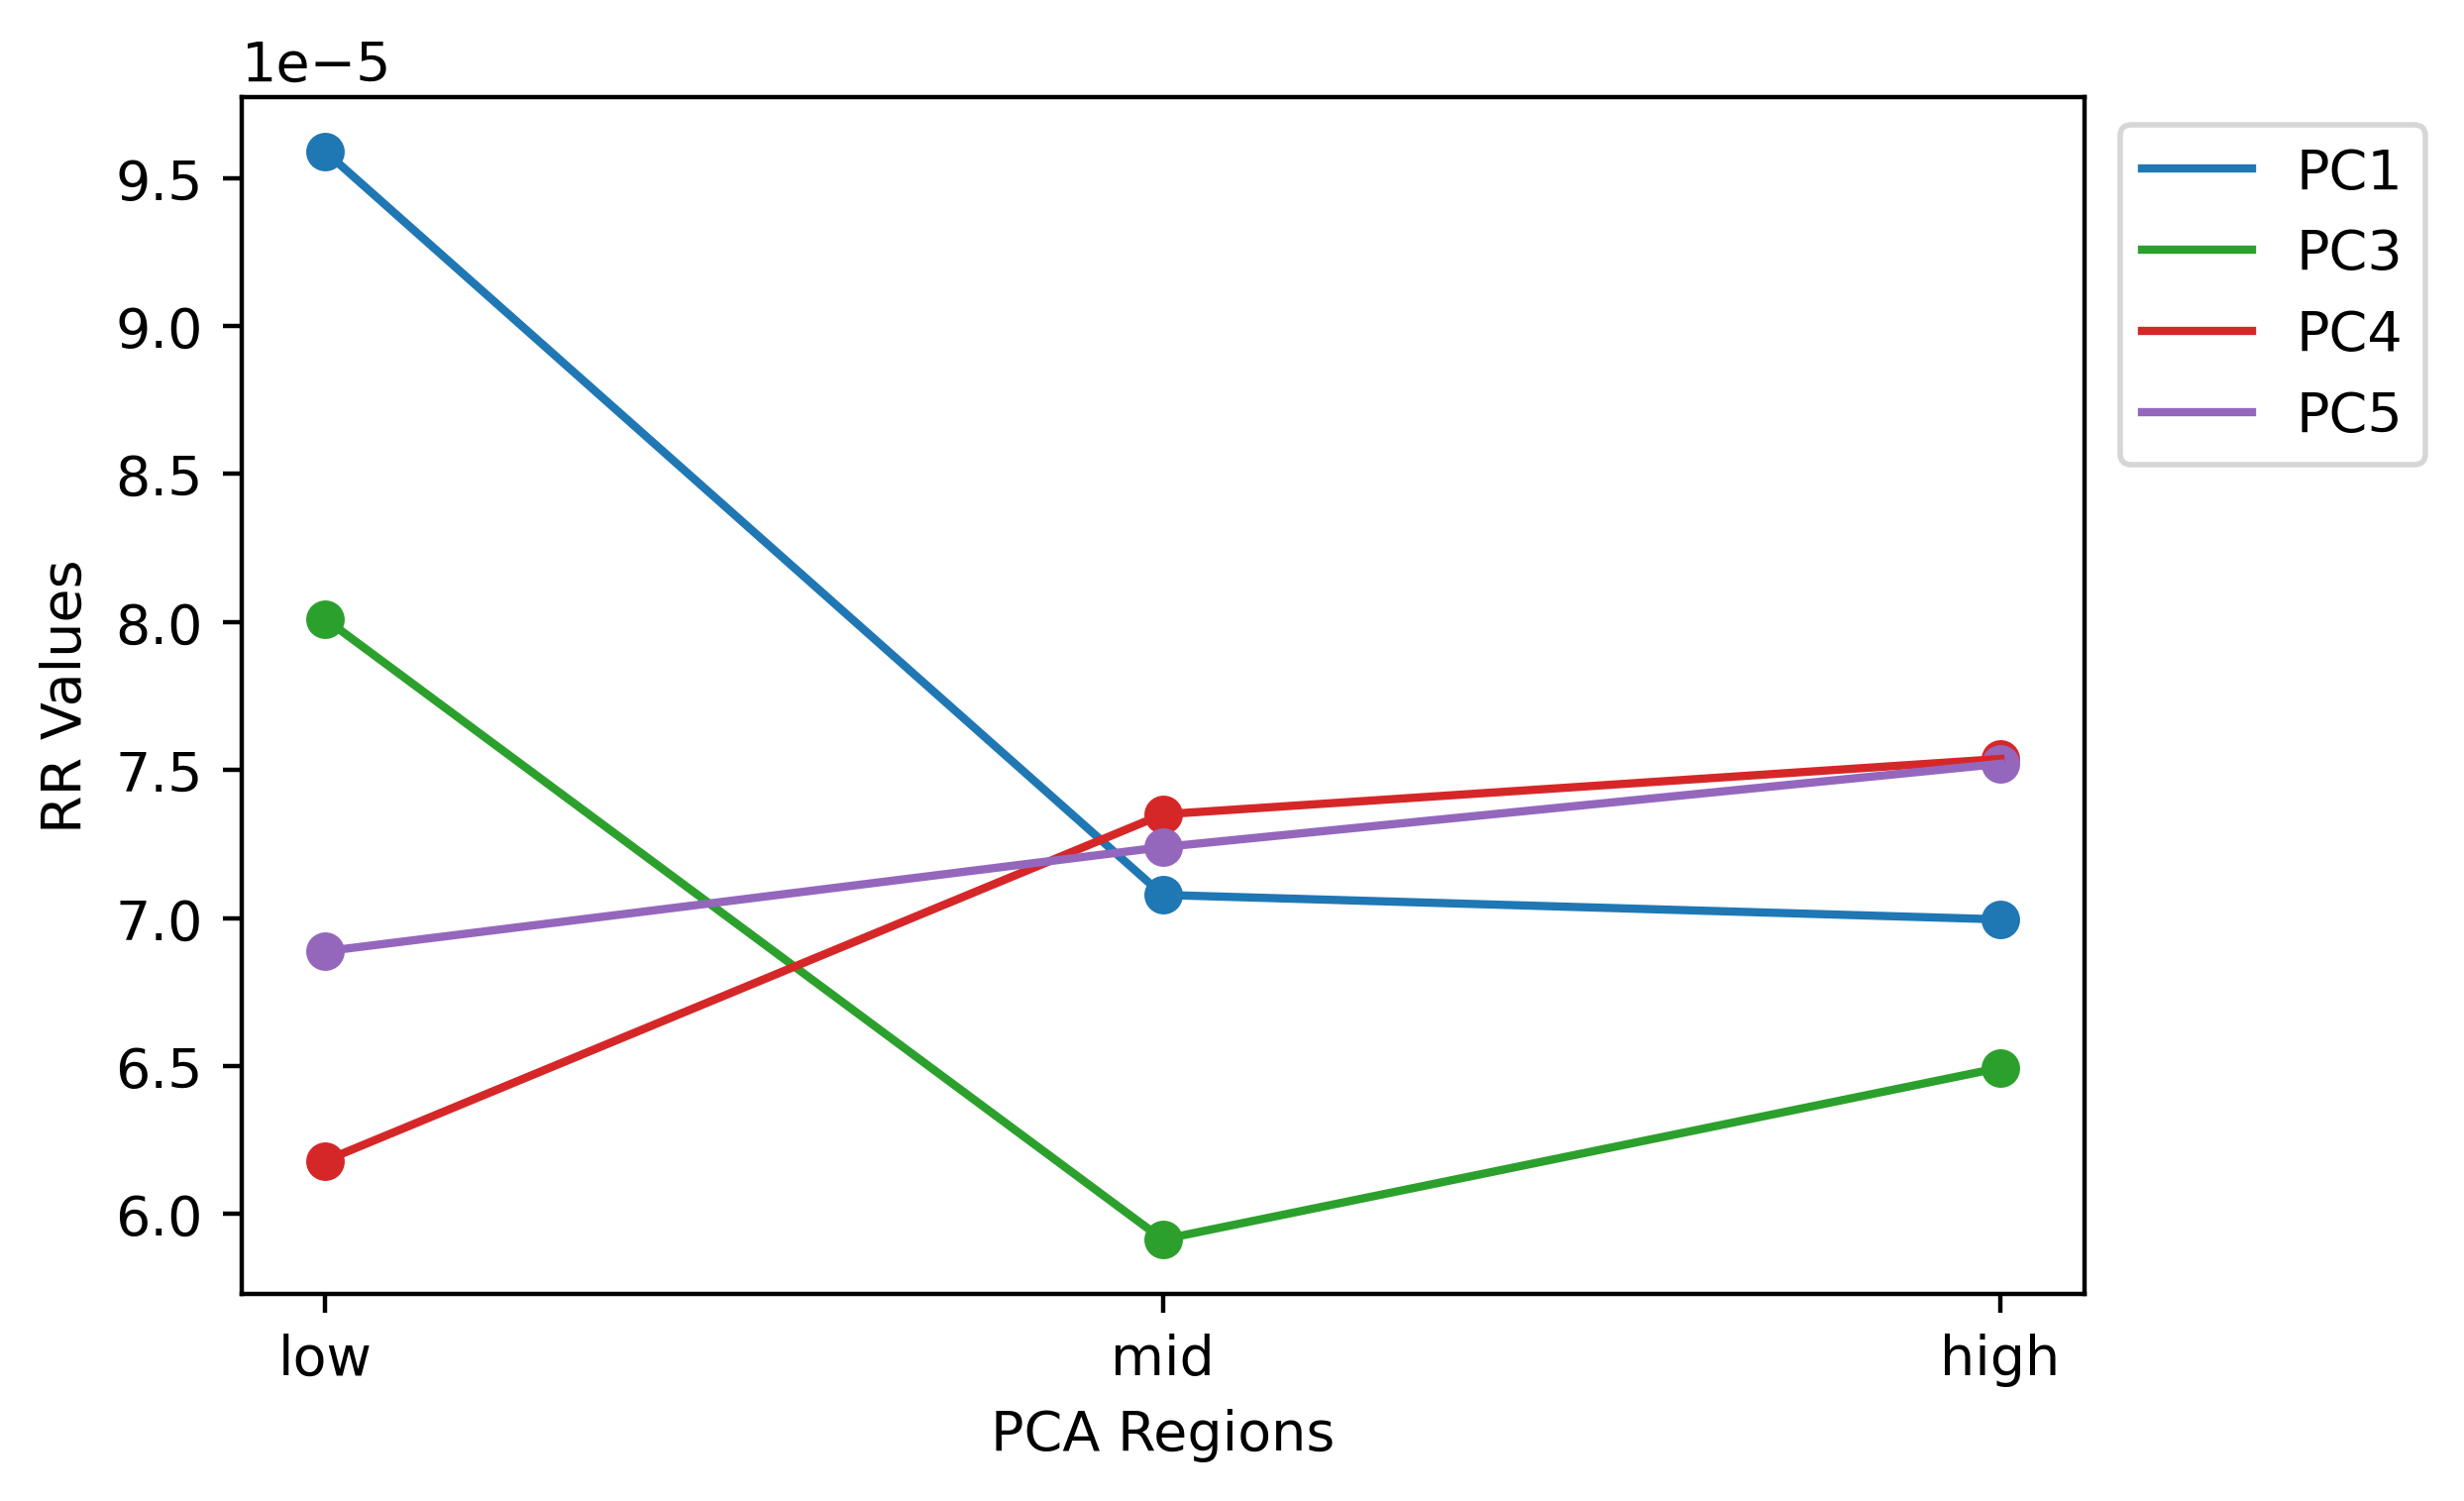 1e−5
9.5
9.0
8.5
8.0
7.5
7.0
6.5
6.0
RR Values
low mid high
PCA Regions
PC1
PC3
PC4
PC5